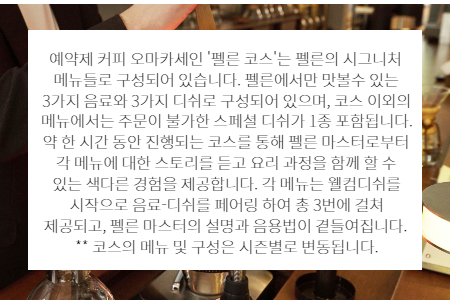 예약제 커피 오마카세인 '펠른 코스'는 펠른의 시그니처
메뉴들로 구성되어 있습니다. 펠른에서만 맛볼수 있는
3가지 음료와 3가지 디쉬로 구성되어 있으며, 코스 이외의
메뉴에서는 주문이 불가한 스페셜 디쉬가 1종 포함됩니다.
약 한 시간 동안 진행되는 코스를 통해 펠른 마스터로부터
각 메뉴에 대한 스토리를 듣고 요리 과정을 함께 할 수
있는 색다른 경험을 제공합니다. 각 메뉴는 웰컴디쉬를
시작으로 음료-디쉬를 페어링 하여 총 3번에 걸쳐
제공되고, 펠른 마스터의 설명과 음용법이 곁들여집니다.
** 코스의 메뉴 및 구성은 시즌별로 변동됩니다.